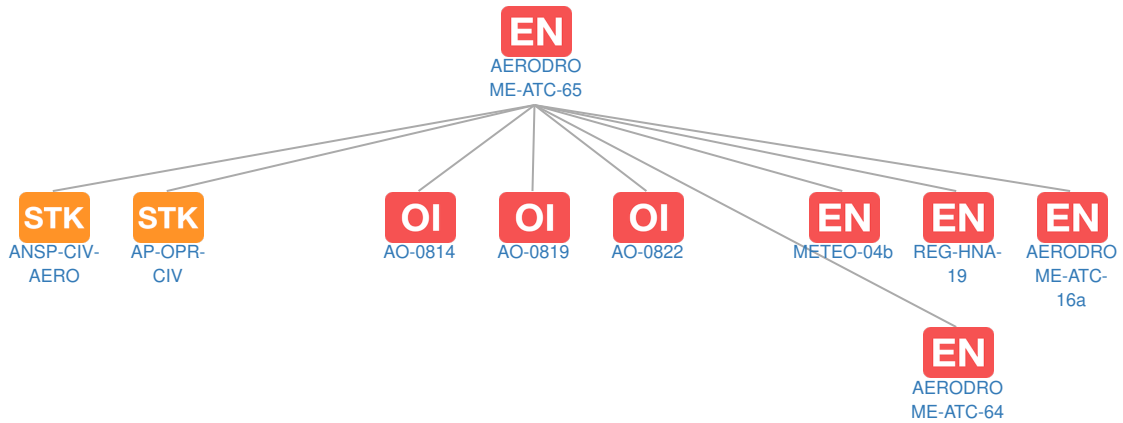 EN
AERODRO
ME-ATC-65
STK
ANSP-CIV-
AERO
STK
AP-OPR-
CIV
OI
AO-0814
OI
AO-0819
OI
AO-0822
EN
METEO-04b
EN
REG-HNA-
19
EN
AERODRO
ME-ATC-
16a
EN
AERODRO
ME-ATC-64